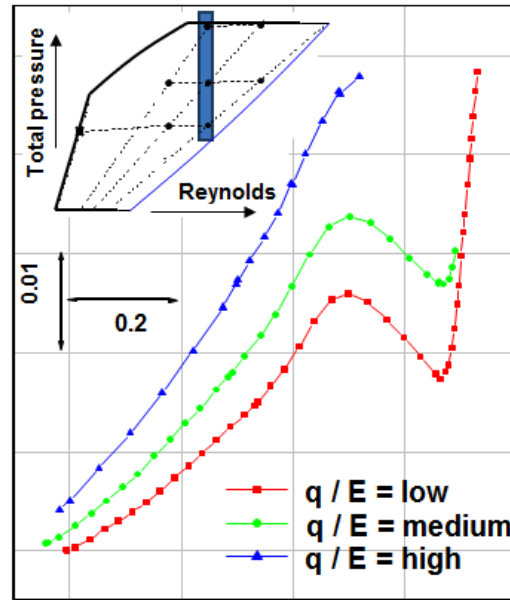 Total pressure
Reynolds
0.01
0.2
q / E = low
q / E = medium
q / E = high